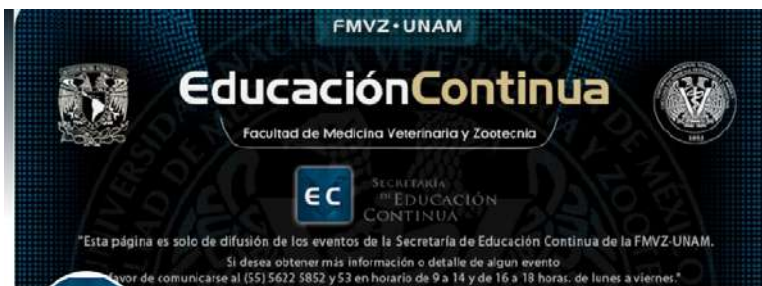 FMVZ•UNAM
EducaciónContinua
Facultad de Medicina Veterinaria y Zootecnia
EC
SECRETARÍA
DE EDUCACIÓN
CONTINUA
"Esta página es solo de difusión de los eventos de la Secretaría de Educación Continua de la FMVZ-UNAM.
Si desea obtener más información o detalle de algun evento
favor de comunicarse al (55) 5622 5852 y 53 en horario de 9 a 14 y de 16 a 18 horas. de lunes a viernes."